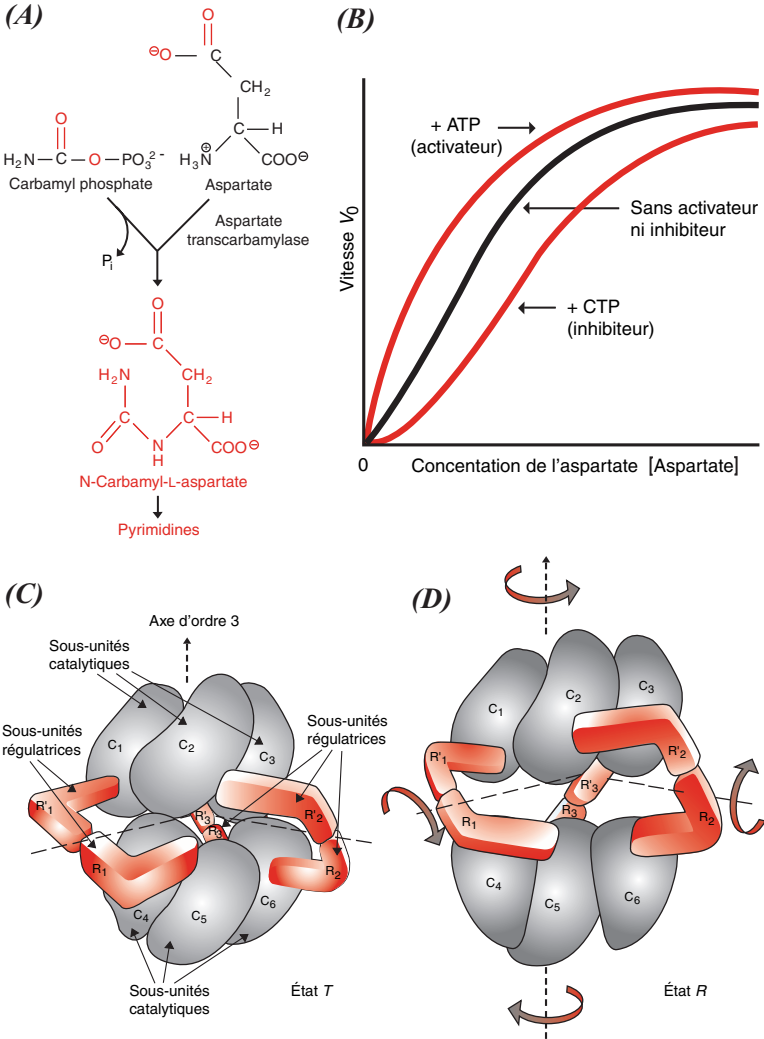 (A)
O
⊖O
C
CH₂
O
H₂N
C
O
PO₃²⁻
C
H
H₃N⊕
COO⊖
Carbamyl phosphate
Aspartate
Aspartate
transcarbamylase
Pᵢ
O
⊖O
C
H₂N
CH₂
C
C
H
O
N
H
COO⊖
N-Carbamyl-L-aspartate
Pyrimidines
(B)
Vitesse V₀
+ ATP
(activateur)
Sans activateur
ni inhibiteur
+ CTP
(inhibiteur)
0
Concentation de l’aspartate [Aspartate]
(C)
Axe d’ordre 3
Sous-unités
catalytiques
Sous-unités
régulatrices
Sous-unités
régulatrices
C₁
C₂
C₃
R'₁
R'₃
R₃
R'₂
R₁
R₂
C₄
C₅
C₆
Sous-unités
catalytiques
État T
(D)
C₁
C₂
C₃
R'₁
R'₂
R'₃
R₃
R₁
R₂
C₄
C₅
C₆
État R